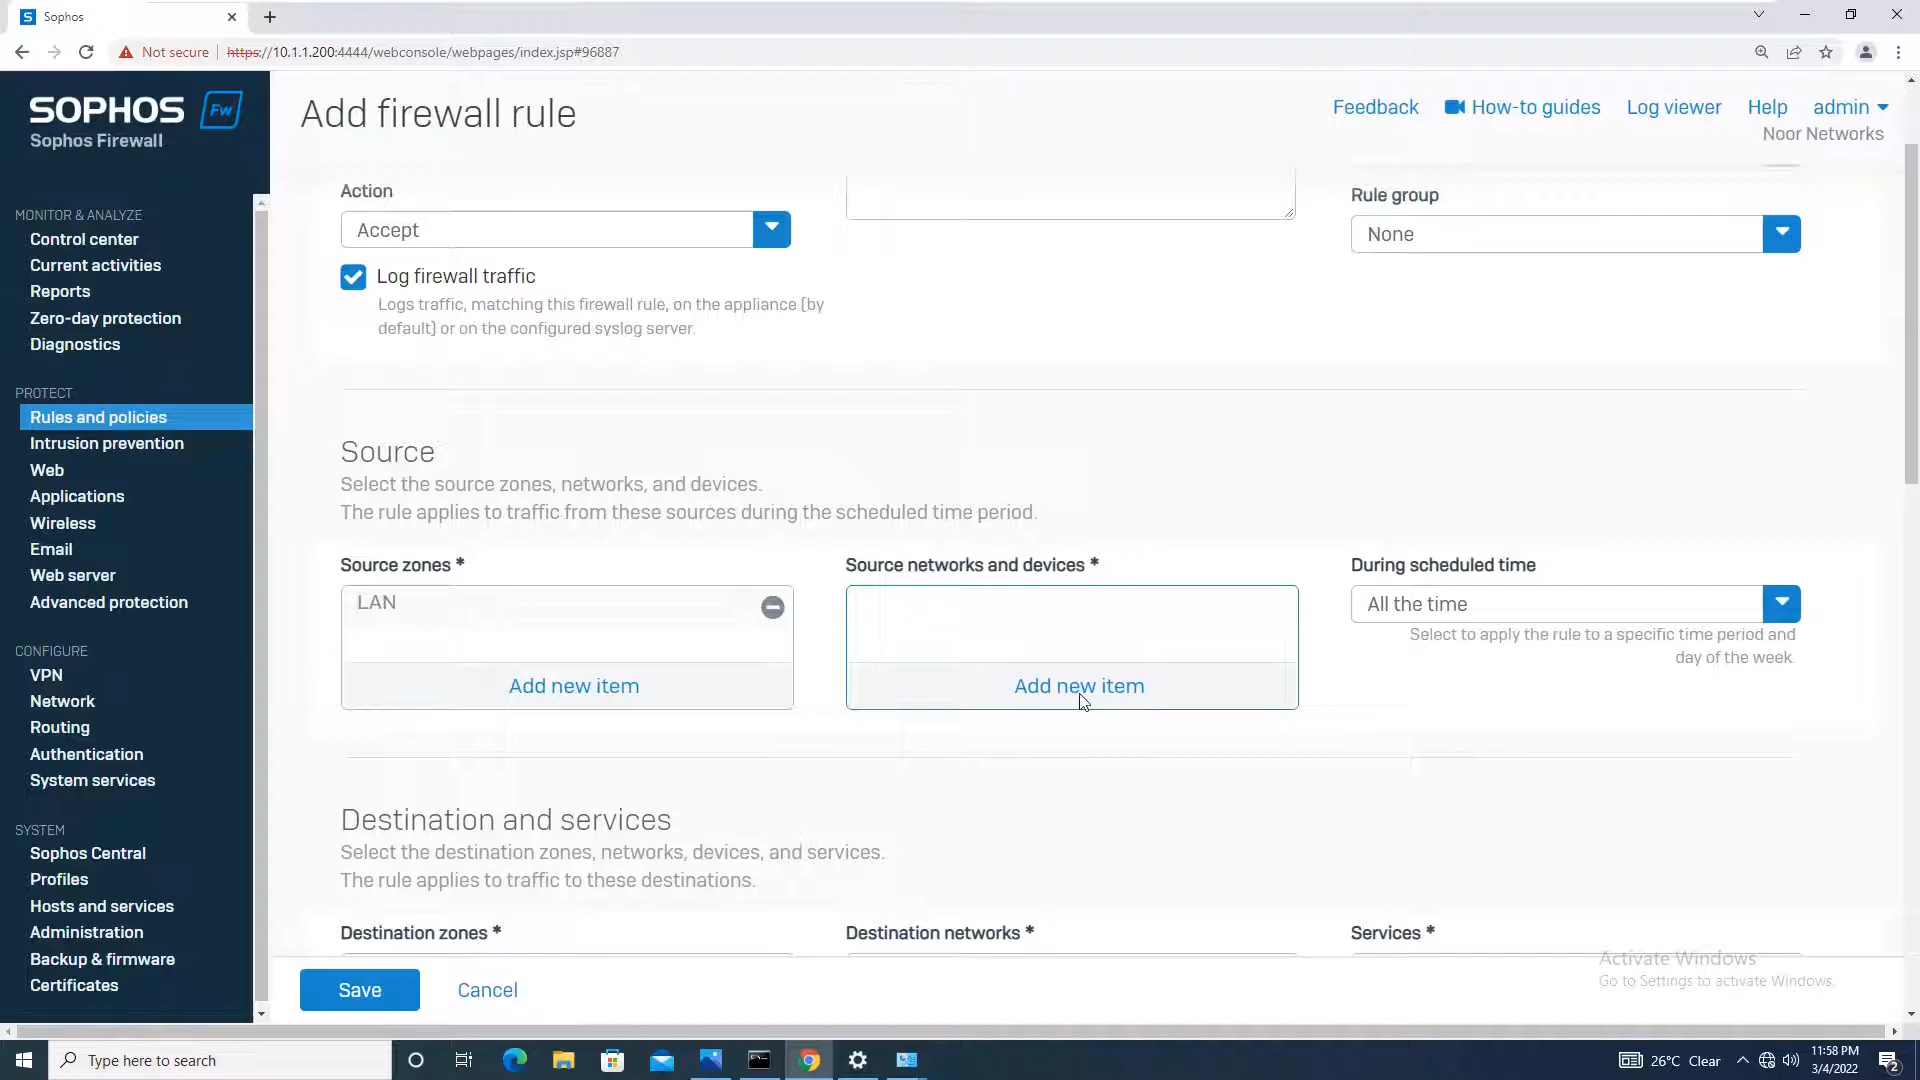 Sophos
Not secure
https://10.1.1.200:4444/webconsole/webpages/index.jsp#96887
SOPHOS
Fw
Sophos Firewall
MONITOR & ANALYZE
Control center
Current activities
Reports
Zero-day protection
Diagnostics
PROTECT
Rules and policies
Intrusion prevention
Web
Applications
Wireless
Email
Web server
Advanced protection
CONFIGURE
VPN
Network
Routing
Authentication
System services
SYSTEM
Sophos Central
Profiles
Hosts and services
Administration
Backup & firmware
Certificates
Add firewall rule
Feedback
How-to guides
Log viewer
Help
admin
Noor Networks
Action
Accept
Log firewall traffic
Logs traffic, matching this firewall rule, on the appliance (by
default) or on the configured syslog server.
Rule group
None
Source
Select the source zones, networks, and devices.
The rule applies to traffic from these sources during the scheduled time period.
Source zones *
LAN
Add new item
Source networks and devices *
Add new item
During scheduled time
All the time
Select to apply the rule to a specific time period and
day of the week.
Destination and services
Select the destination zones, networks, devices, and services.
The rule applies to traffic to these destinations.
Destination zones *
Destination networks *
Services *
Activate Windows
Go to Settings to activate Windows.
Save
Cancel
Type here to search
26°C Clear
11:58 PM
3/4/2022
2